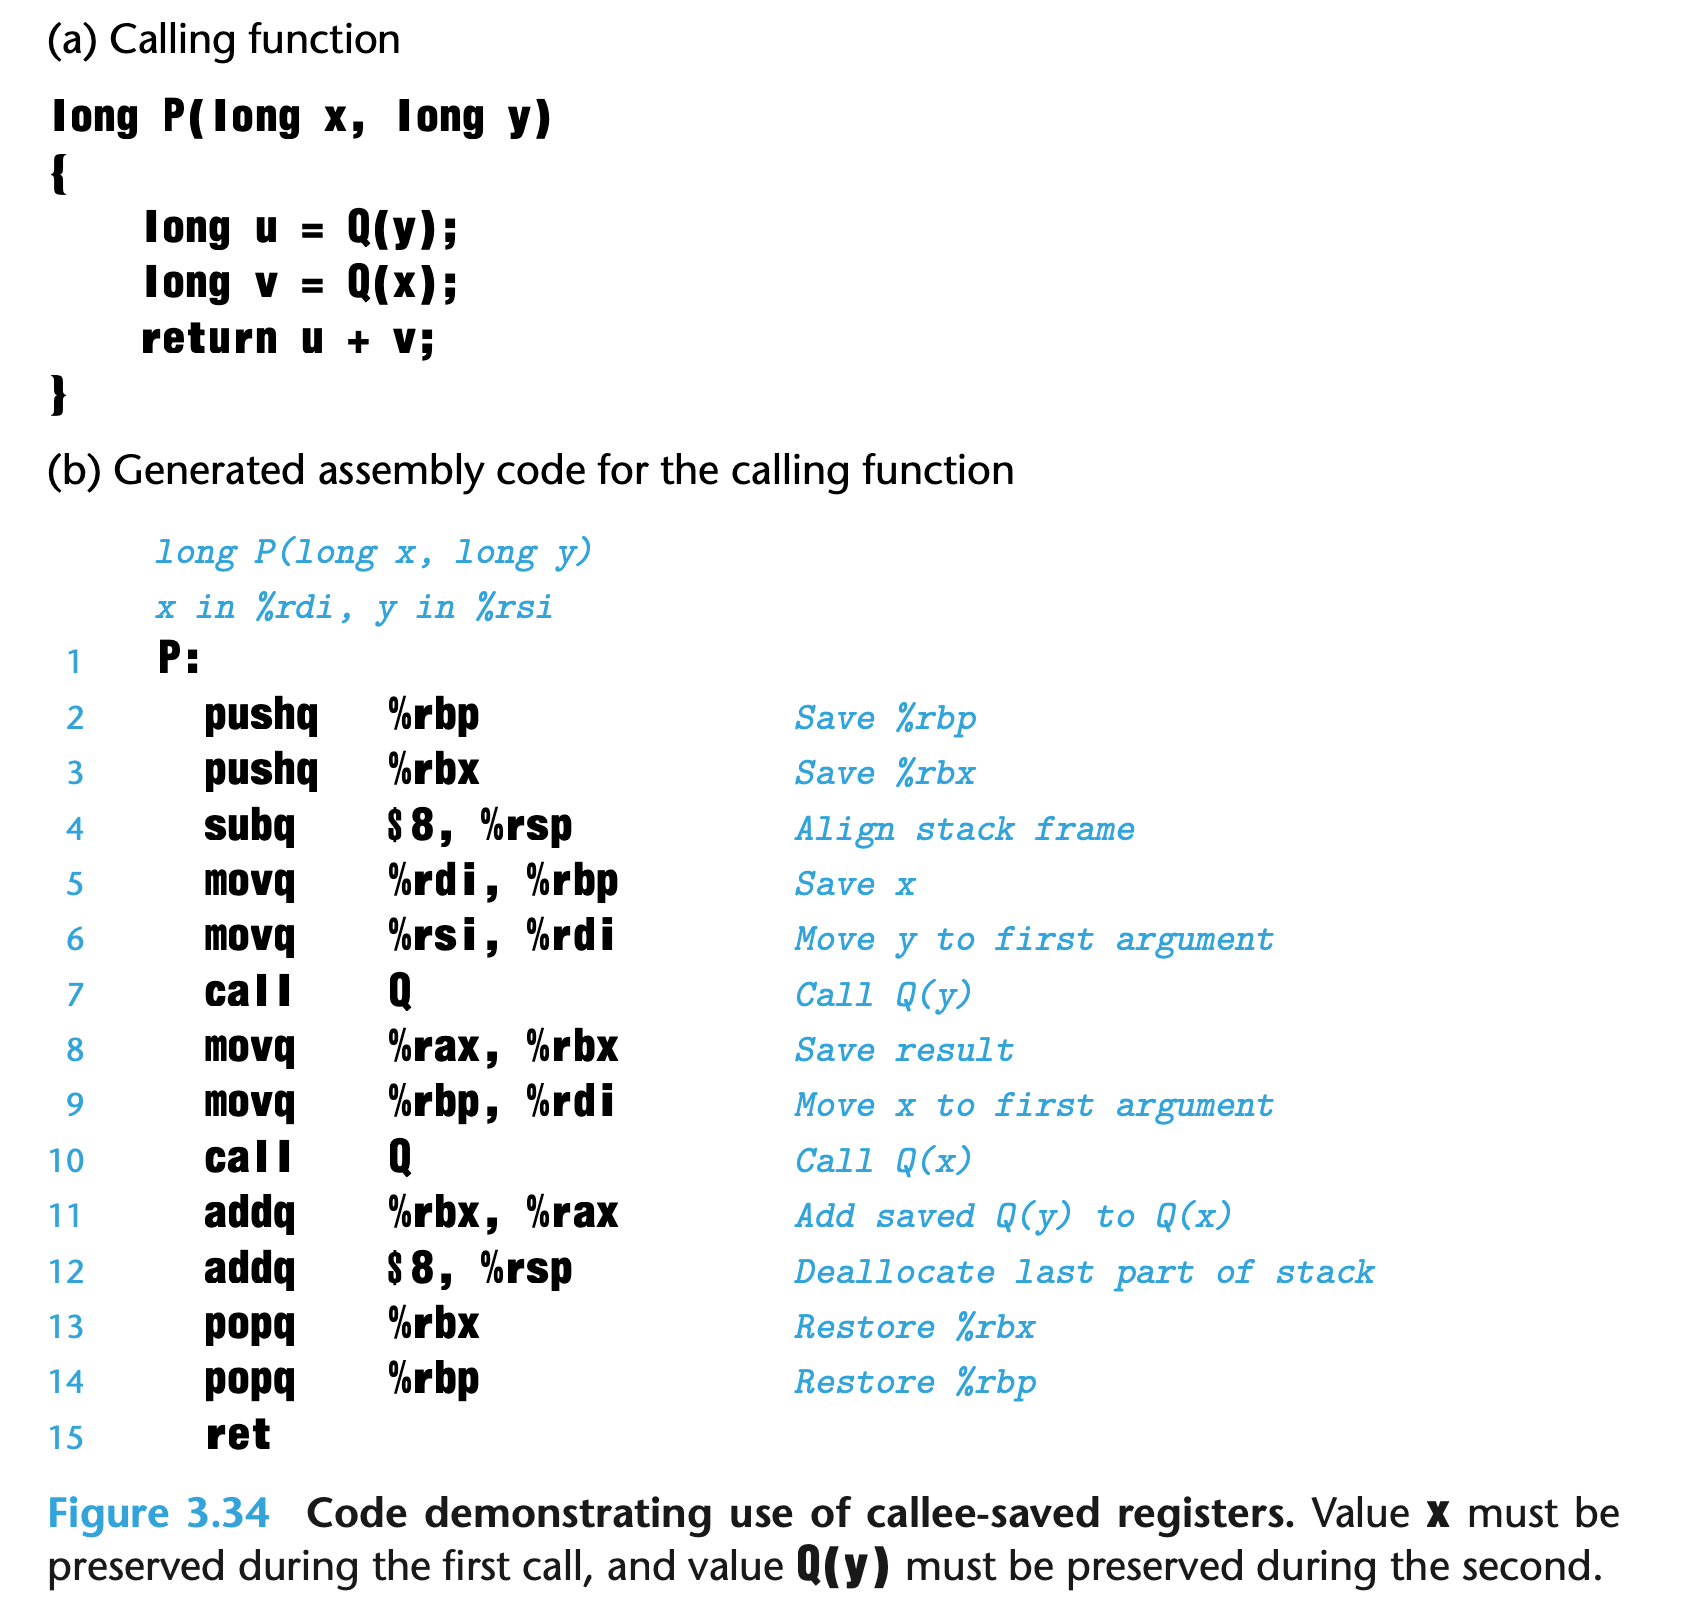 (a) Calling function
long P(long x, long y)
{
    long u = Q(y);
    long v = Q(x);
    return u + v;
}
(b) Generated assembly code for the calling function
long P(long x, long y)
x in %rdi, y in %rsi
1 P:
2 pushq %rbp Save %rbp
3 pushq %rbx Save %rbx
4 subq $8, %rsp Align stack frame
5 movq %rdi, %rbp Save x
6 movq %rsi, %rdi Move y to first argument
7 call Q Call Q(y)
8 movq %rax, %rbx Save result
9 movq %rbp, %rdi Move x to first argument
10 call Q Call Q(x)
11 addq %rbx, %rax Add saved Q(y) to Q(x)
12 addq $8, %rsp Deallocate last part of stack
13 popq %rbx Restore %rbx
14 popq %rbp Restore %rbp
15 ret
Figure 3.34 Code demonstrating use of callee-saved registers. Value x must be
preserved during the first call, and value Q(y) must be preserved during the second.